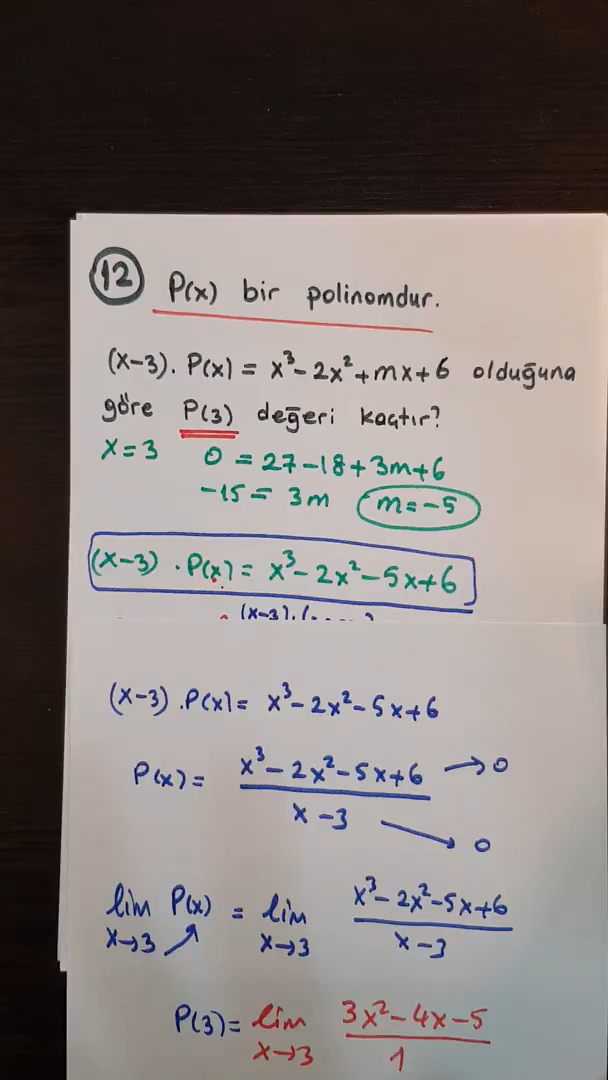 12 P(x) bir polinomdur.
(x-3). P(x) = x³ - 2x² + mx + 6 olduğuna
göre P(3) değeri kaçtır?
x = 3 0 = 27 - 18 + 3m + 6
-15 = 3m m = -5
(x-3) . P(x) = x³ - 2x² - 5x + 6
(x-3).(....)
(x-3) .P(x) = x³ - 2x² - 5x + 6
P(x) = x³ - 2x² - 5x + 6 → 0
x - 3 → 0
lim P(x) = lim x³ - 2x² - 5x + 6
x→3 x→3 x - 3
P(3) = lim 3x² - 4x - 5
x→3 1